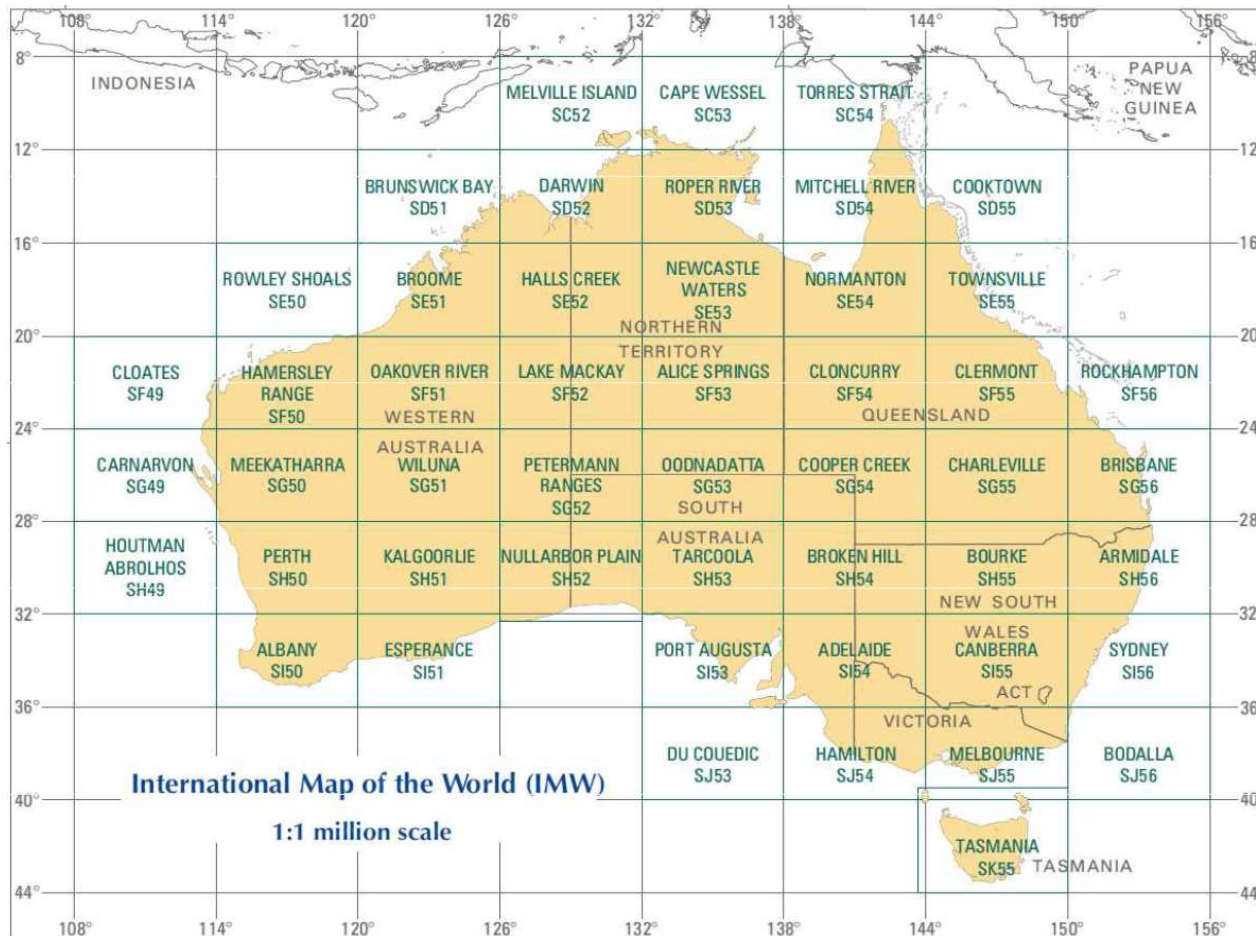 108° 114° 120° 126° 132° 138° 144° 150° 156°
8° 8°
INDONESIA
PAPUA
NEW
GUINEA
MELVILLE ISLAND
SC52
CAPE WESSEL
SC53
TORRES STRAIT
SC54
12° 12°
BRUNSWICK BAY
SD51
DARWIN
SD52
ROPER RIVER
SD53
MITCHELL RIVER
SD54
COOKTOWN
SD55
16° 16°
ROWLEY SHOALS
SE50
BROOME
SE51
HALLS CREEK
SE52
NEWCASTLE
WATERS
SE53
NORMANTON
SE54
TOWNSVILLE
SE55
NORTHERN
TERRITORY
20° 20°
CLOATES
SF49
HAMERSLEY
RANGE
SF50
OAKOVER RIVER
SF51
LAKE MACKAY
SF52
ALICE SPRINGS
SF53
CLONCURRY
SF54
CLERMONT
SF55
ROCKHAMPTON
SF56
WESTERN
AUSTRALIA
QUEENSLAND
24° 24°
CARNARVON
SG49
MEEKATHARRA
SG50
WILUNA
SG51
PETERMANN
RANGES
SG52
OODNADATTA
SG53
COOPER CREEK
SG54
CHARLEVILLE
SG55
BRISBANE
SG56
SOUTH
AUSTRALIA
28° 28°
HOUTMAN
ABROLHOS
SH49
PERTH
SH50
KALGOORLIE
SH51
NULLARBOR PLAIN
SH52
TARCOOLA
SH53
BROKEN HILL
SH54
BOURKE
SH55
ARMIDALE
SH56
NEW SOUTH
WALES
32° 32°
ALBANY
SI50
ESPERANCE
SI51
PORT AUGUSTA
SI53
ADELAIDE
SI54
CANBERRA
SI55
SYDNEY
SI56
ACT
36° 36°
VICTORIA
DU COUEDIC
SJ53
HAMILTON
SJ54
MELBOURNE
SJ55
BODALLA
SJ56
International Map of the World (IMW)
1:1 million scale
40° 40°
TASMANIA
SK55
TASMANIA
44° 44°
108° 114° 120° 126° 132° 138° 144° 150° 156°